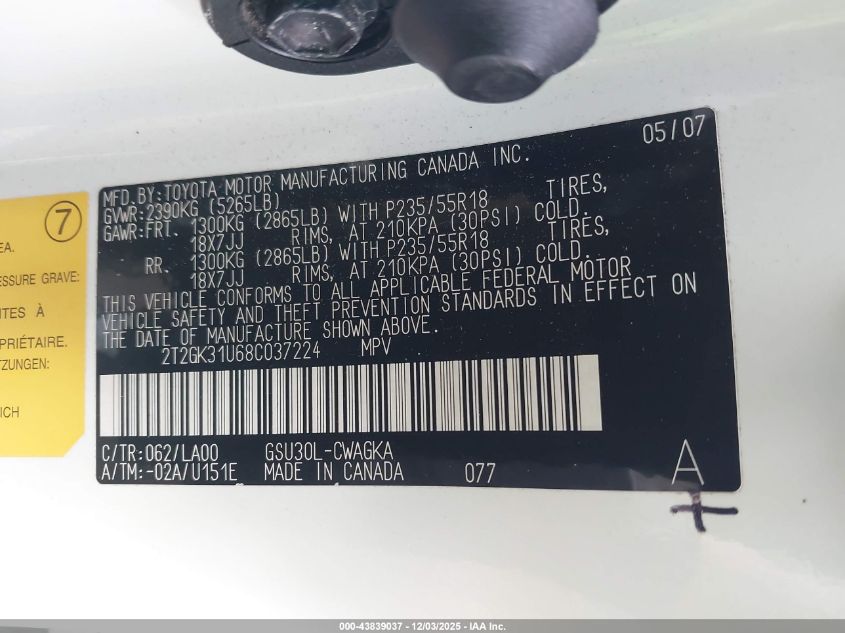 05/07
MFD.BY:TOYOTA MOTOR MANUFACTURING CANADA INC.
GVWR:2390KG (5265LB)
GAWR:FRT. 1300KG (2865LB) WITH P235/55R18 TIRES,
18X7JJ RIMS, AT 210KPA (30PSI) COLD.
RR. 1300KG (2865LB) WITH P235/55R18 TIRES,
18X7JJ RIMS, AT 210KPA (30PSI) COLD.
THIS VEHICLE CONFORMS TO ALL APPLICABLE FEDERAL MOTOR
VEHICLE SAFETY AND THEFT PREVENTION STANDARDS IN EFFECT ON
THE DATE OF MANUFACTURE SHOWN ABOVE.
2T2GK31U68C037224 MPV
C/TR:062/LA00 GSU30L-CWAGKA
A/TM:-02A/U151E MADE IN CANADA 077 A
7
EA.
ESSURE GRAVE:
NTES À
PRIÉTAIRE.
TZUNGEN:
ICH
000-43839037 - 12/03/2025 - IAA Inc.